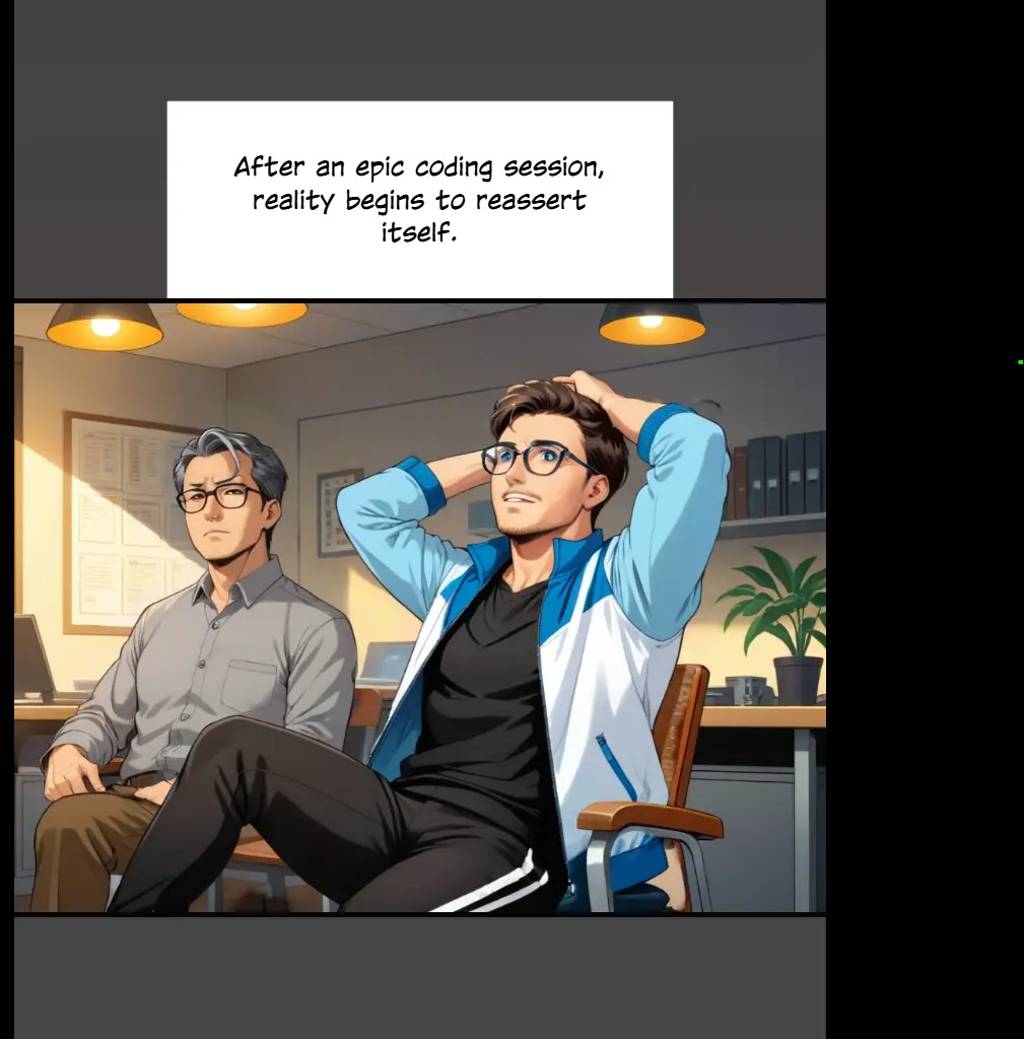 After an epic coding session,
reality begins to reassert
itself.